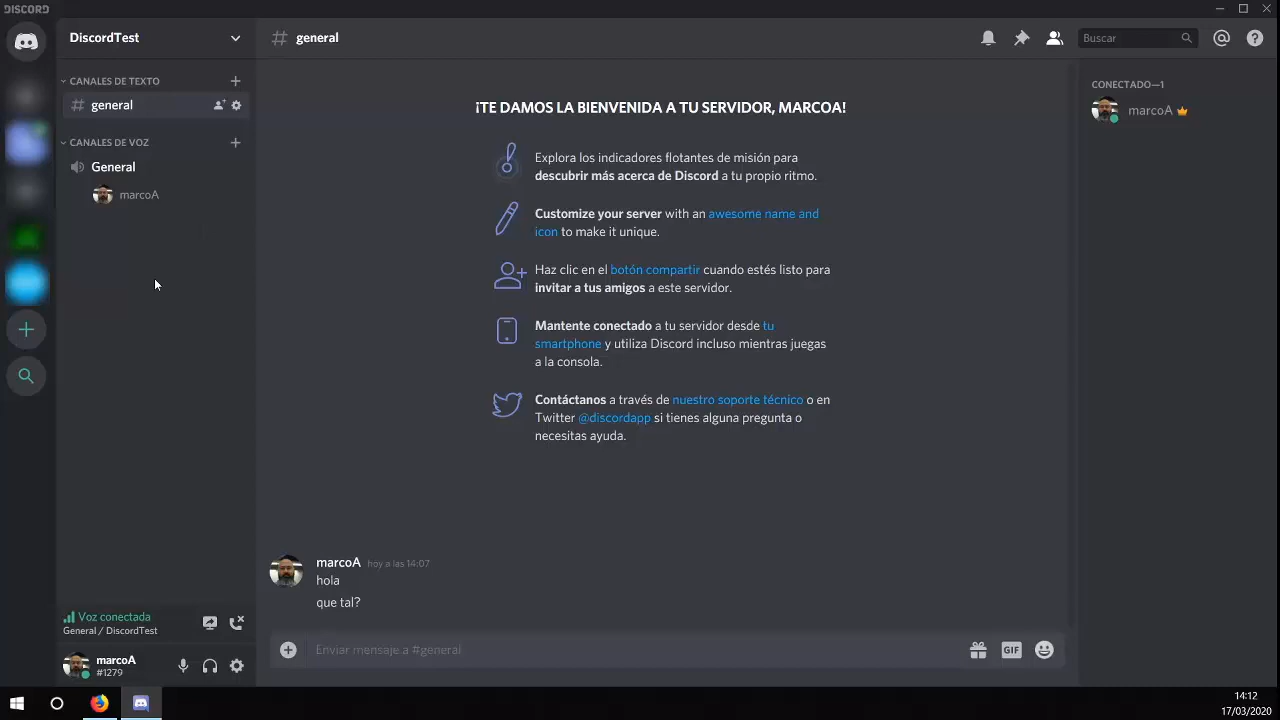 DISCORD
DiscordTest
# general
Buscar
CANALES DE TEXTO
# general
CANALES DE VOZ
General
marcoA
¡TE DAMOS LA BIENVENIDA A TU SERVIDOR, MARCOA!
Explora los indicadores flotantes de misión para
descubrir más acerca de Discord a tu propio ritmo.
Customize your server with an awesome name and
icon to make it unique.
Haz clic en el botón compartir cuando estés listo para
invitar a tus amigos a este servidor.
Mantente conectado a tu servidor desde tu
smartphone y utiliza Discord incluso mientras juegas
a la consola.
Contáctanos a través de nuestro soporte técnico o en
Twitter @discordapp si tienes alguna pregunta o
necesitas ayuda.
CONECTADO—1
marcoA
marcoA hoy a las 14:07
hola
que tal?
Voz conectada
General / DiscordTest
marcoA
#1279
Enviar mensaje a #general
GIF
14:12
17/03/2020